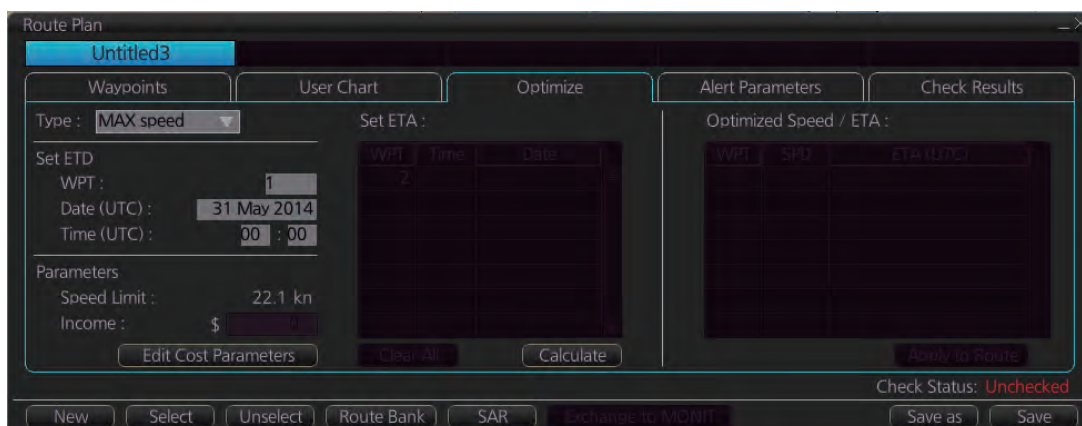 Route Plan
Untitled3
Waypoints User Chart Optimize Alert Parameters Check Results
Type : MAX speed Set ETA : Optimized Speed / ETA :
WPT Time Date WPT SPD ETA (UTC)
Set ETD
2
WPT : 1
Date (UTC) : 31 May 2014
Time (UTC) : 00 : 00
Parameters
Speed Limit : 22.1 kn
Income : $ 0
Edit Cost Parameters Clear All Calculate Apply to Route
Check Status: Unchecked
New Select Unselect Route Bank SAR Exchange to MONIT Save as Save